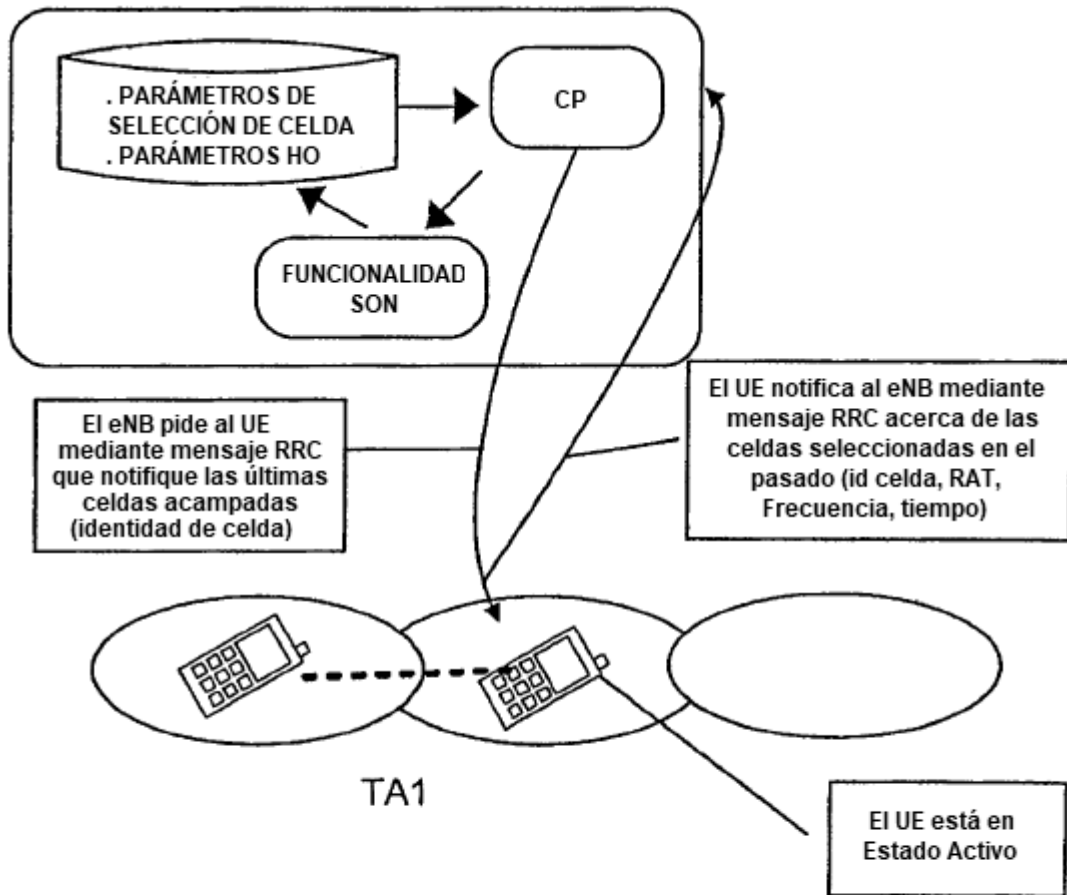 . PARÁMETROS DE
SELECCIÓN DE CELDA
. PARÁMETROS HO
CP
FUNCIONALIDAD
SON
El eNB pide al UE
mediante mensaje RRC
que notifique las últimas
celdas acampadas
(identidad de celda)
El UE notifica al eNB mediante
mensaje RRC acerca de las
celdas seleccionadas en el
pasado (id celda, RAT,
Frecuencia, tiempo)
TA1
El UE está en
Estado Activo